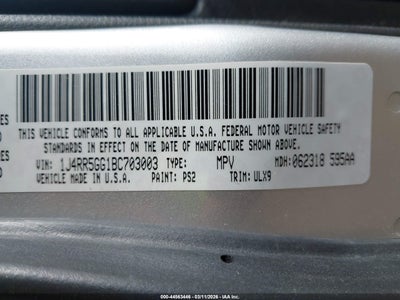 THIS VEHICLE CONFORMS TO ALL APPLICABLE U.S.A. FEDERAL MOTOR VEHICLE SAFETY
STANDARDS IN EFFECT ON THE DATE OF MANUFACTURE SHOWN ABOVE.
VIN: 1J4RR5GG1BC703003 TYPE: MPV MDH: 062318 595AA
VEHICLE MADE IN U.S.A. PAINT: PS2 TRIM: ULX9
000-44563446 - 03/11/2026 - IAAI